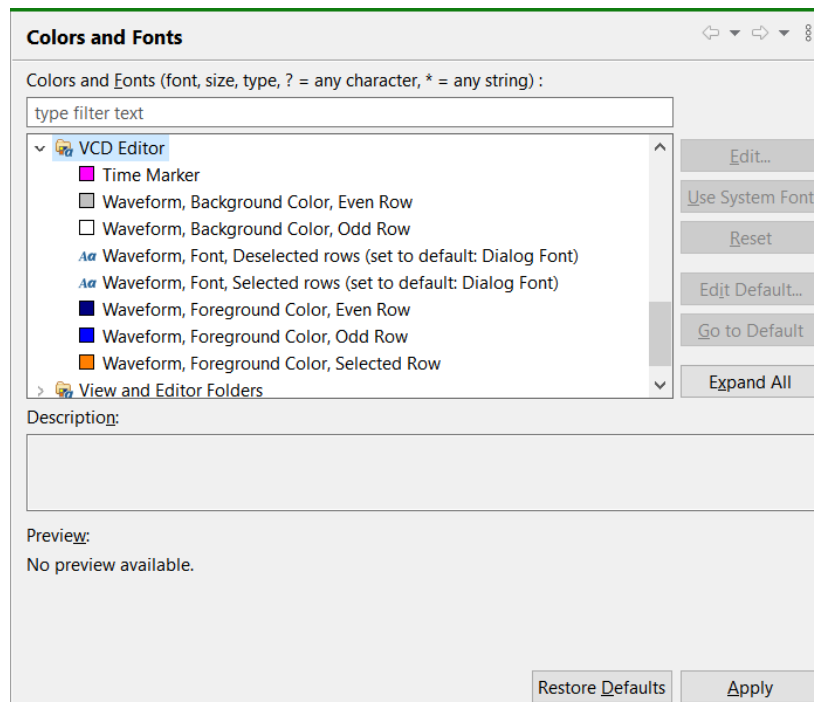 Colors and Fonts
Colors and Fonts (font, size, type, ? = any character, * = any string) :
type filter text
VCD Editor
Time Marker
Waveform, Background Color, Even Row
Waveform, Background Color, Odd Row
Aa Waveform, Font, Deselected rows (set to default: Dialog Font)
Aa Waveform, Font, Selected rows (set to default: Dialog Font)
Waveform, Foreground Color, Even Row
Waveform, Foreground Color, Odd Row
Waveform, Foreground Color, Selected Row
View and Editor Folders
Edit...
Use System Font
Reset
Edit Default...
Go to Default
Expand All
Description:
Preview:
No preview available.
Restore Defaults
Apply